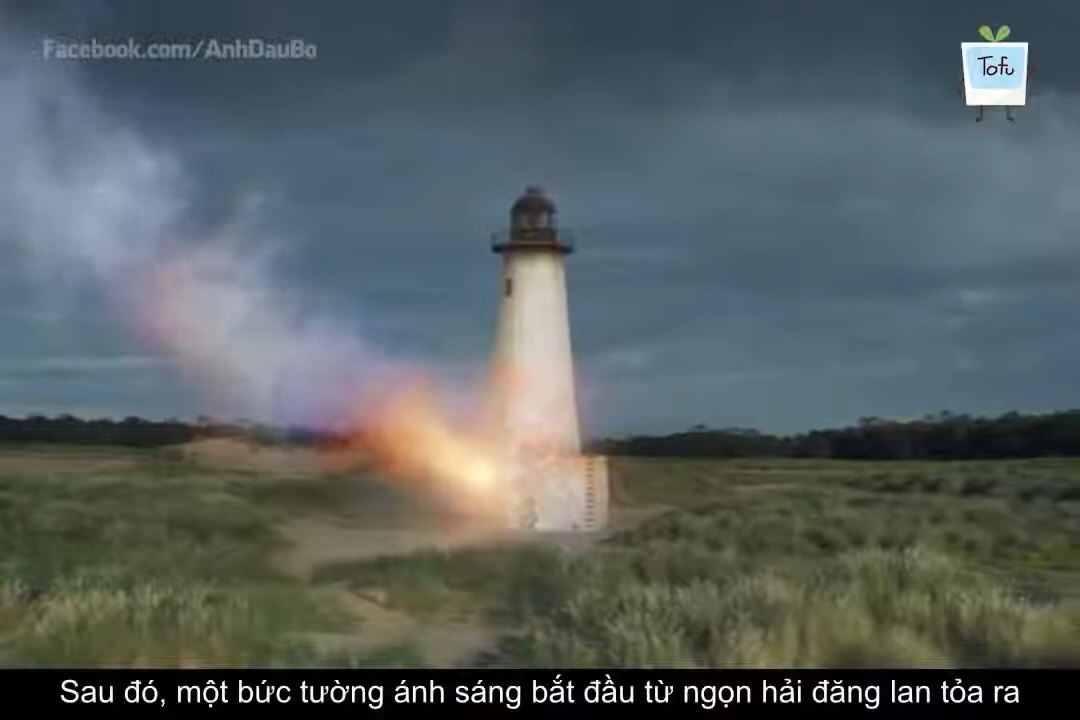 Facebook.com/AnhDauBo
Tofu
Sau đó, một bức tường ánh sáng bắt đầu từ ngọn hải đăng lan tỏa ra